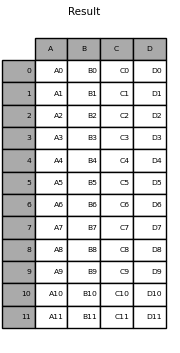 Result
A B C D
0 A0 B0 C0 D0
1 A1 B1 C1 D1
2 A2 B2 C2 D2
3 A3 B3 C3 D3
4 A4 B4 C4 D4
5 A5 B5 C5 D5
6 A6 B6 C6 D6
7 A7 B7 C7 D7
8 A8 B8 C8 D8
9 A9 B9 C9 D9
10 A10 B10 C10 D10
11 A11 B11 C11 D11